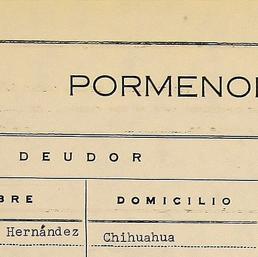 PORMENO
DEUDOR
BRE DOMICILIO
Hernández Chihuahua